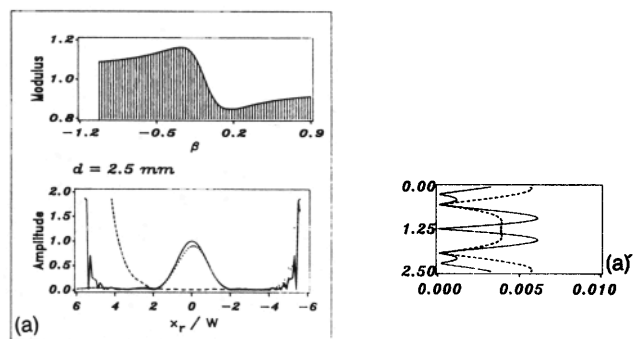 1.2
Modulus
1.0
0.8
-1.2 -0.5 0.2 0.9
β
d = 2.5 mm
2.0
1.5
Amplitude
1.0
0.5
0.0
6 4 2 0 -2 -4 -6
(a) x_r / W
0.00
1.25
(a)
2.50
0.000 0.005 0.010